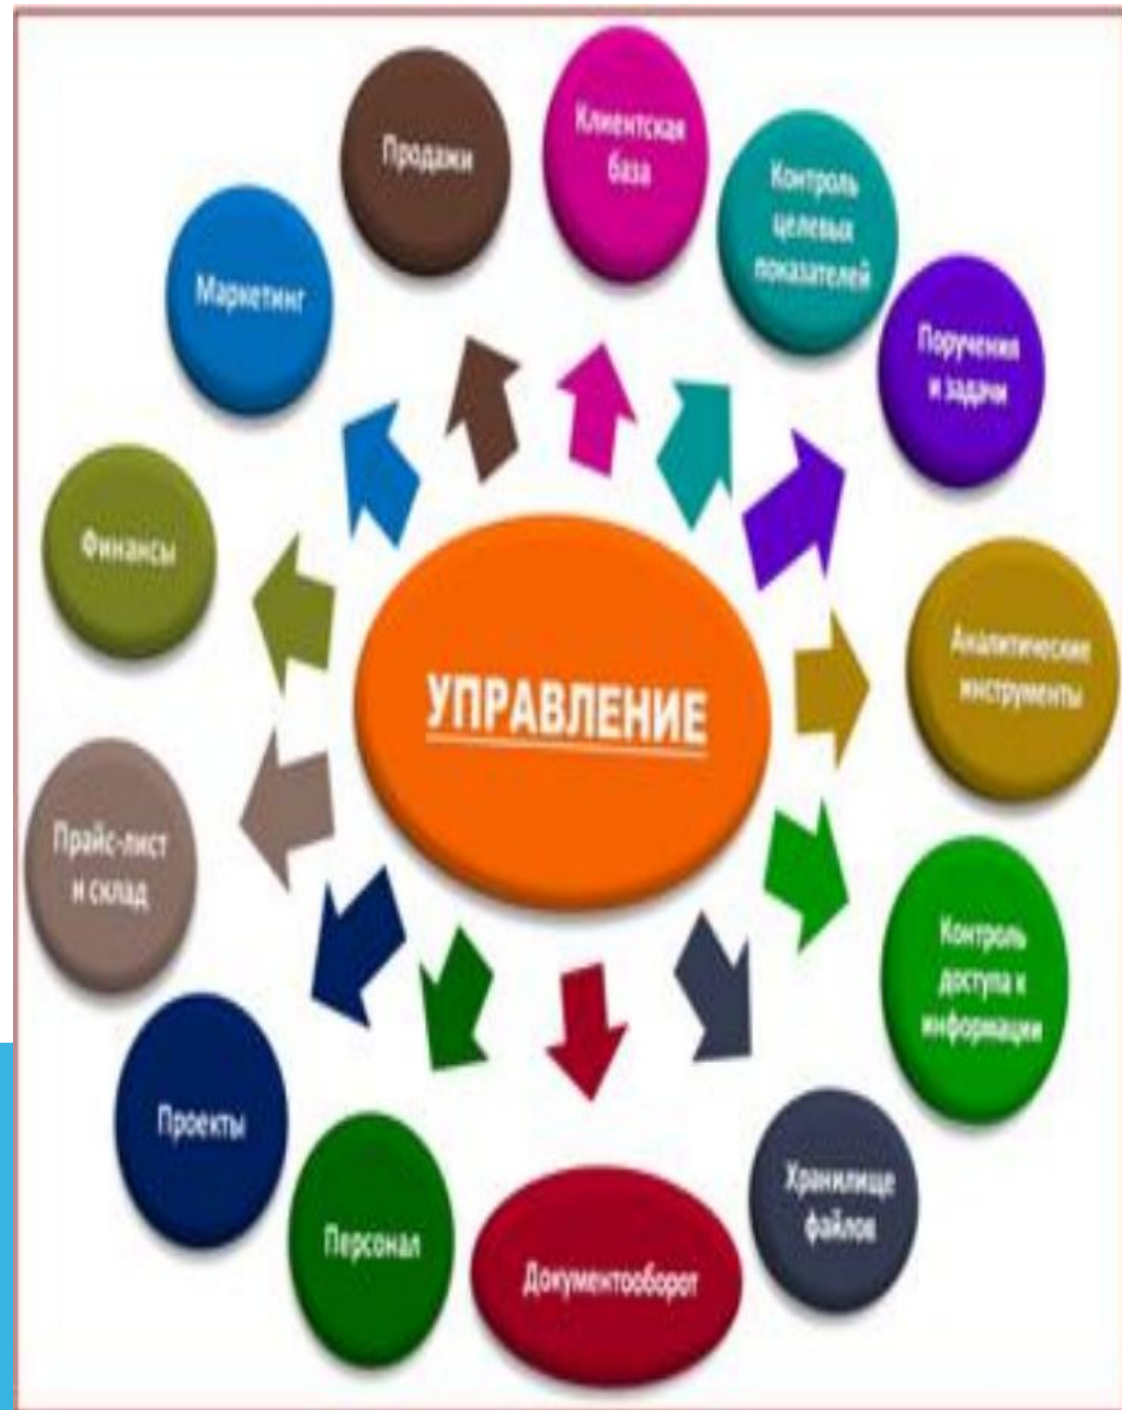 Клиентская
база
Продажи
Контроль
целевых
показателей
Маркетинг
Поручения
и задачи
Финансы
Аналитические
инструменты
УПРАВЛЕНИЕ
Прайс-лист
и склад
Контроль
доступа к
информации
Проекты
Хранилище
файлов
Персонал
Документооборот